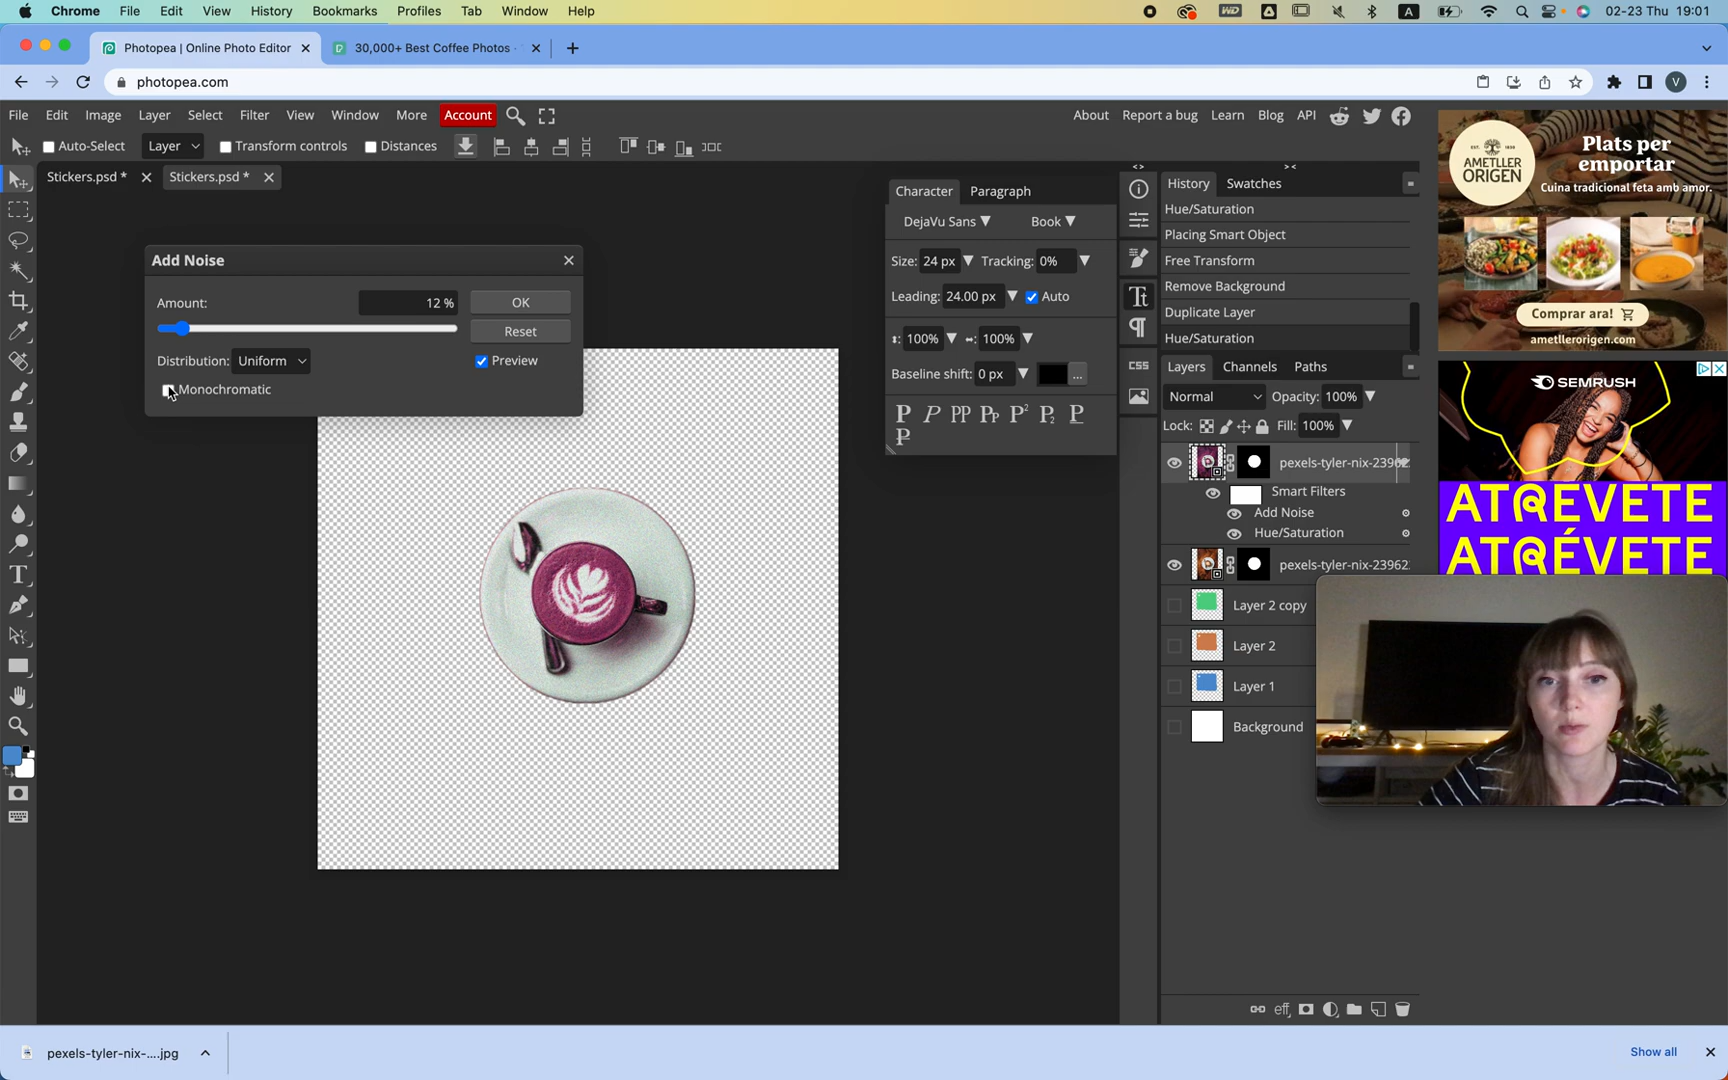 Chrome File Edit View History Bookmarks Profiles Tab Window Help 02-23 Thu 19:01
Photopea | Online Photo Editor 30,000+ Best Coffee Photos
photopea.com
File Edit Image Layer Select Filter View Window More Account About Report a bug Learn Blog API
Auto-Select Layer Transform controls Distances
Stickers.psd * Stickers.psd *
Add Noise
Amount: 12 % OK
Reset
Distribution: Uniform Preview
Monochromatic
Character Paragraph
DejaVu Sans Book
Size: 24 px Tracking: 0%
Leading: 24.00 px Auto
100% 100%
Baseline shift: 0 px ...
History Swatches
Hue/Saturation
Placing Smart Object
Free Transform
Remove Background
Duplicate Layer
Hue/Saturation
Layers Channels Paths
Normal Opacity: 100%
Lock: Fill: 100%
pexels-tyler-nix-2396
Smart Filters
Add Noise
Hue/Saturation
pexels-tyler-nix-23962
Layer 2 copy
Layer 2
Layer 1
Background
CSS
eff
AMETLLER
ORIGEN
Plats per
emportar
Cuina tradicional feta amb amor.
Comprar ara!
ametllerorigen.com
SEMRUSH
AT@EVETE
AT@ÉVETE
pexels-tyler-nix-....jpg
Show all